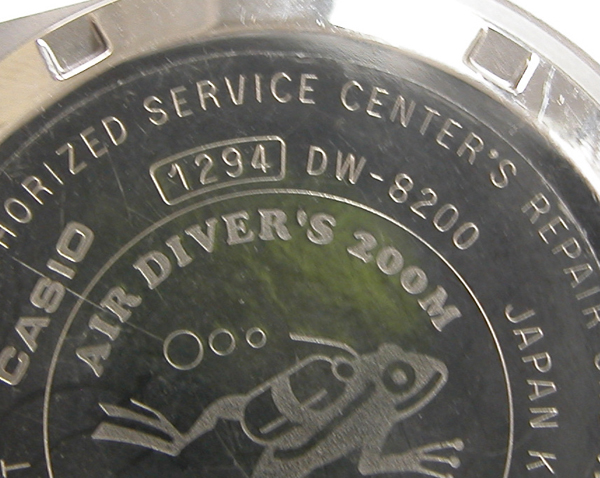 HORIZED SERVICE CENTER'S REPAIR
CASIO 1294 DW-8200 JAPAN K
AIR DIVER'S 200M